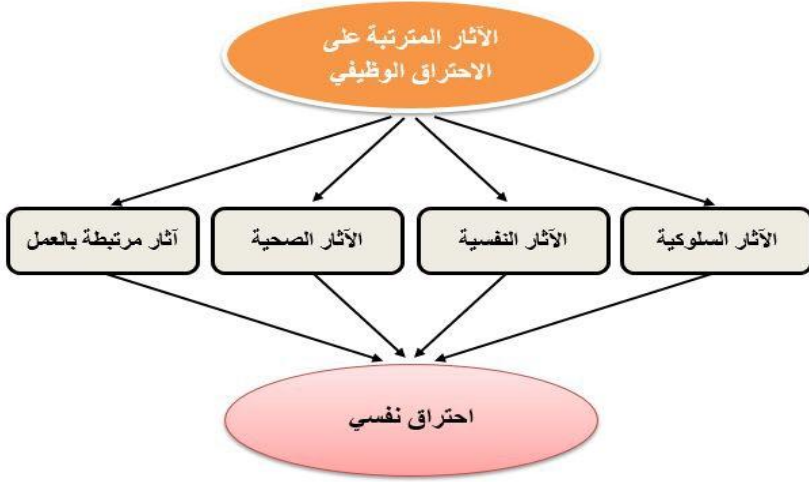 الآثار المترتبة على
الاحتراق الوظيفي
الآثار السلوكية
الآثار النفسية
الآثار الصحية
آثار مرتبطة بالعمل
احتراق نفسي